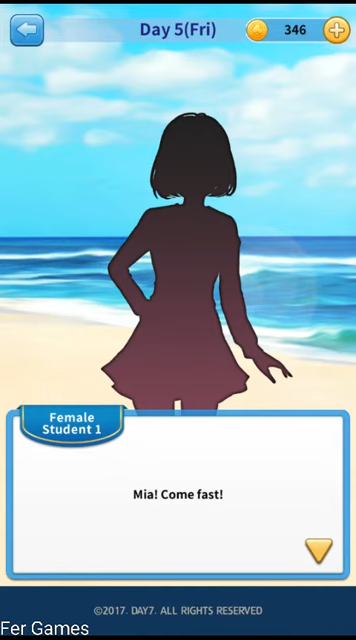 Day 5(Fri)
346
Female
Student 1
Mia! Come fast!
©2017. DAY7. ALL RIGHTS RESERVED
Fer Games